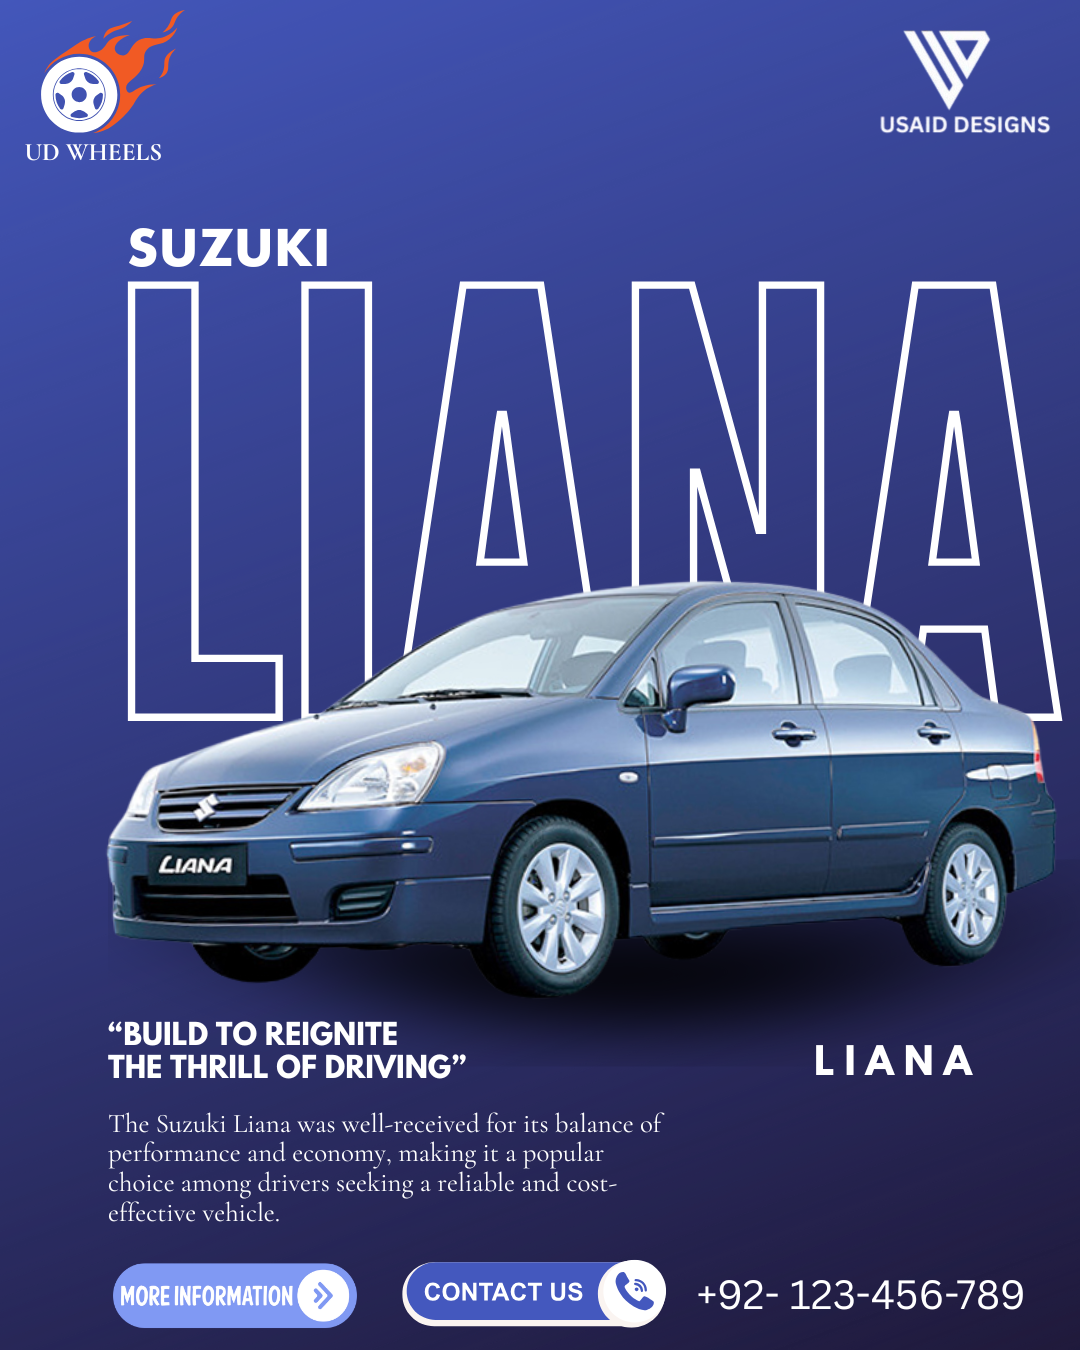 UD WHEELS
USAID DESIGNS
SUZUKI
LIANA
LIANA
“BUILD TO REIGNITE
THE THRILL OF DRIVING”
LIANA
The Suzuki Liana was well-received for its balance of
performance and economy, making it a popular
choice among drivers seeking a reliable and cost-
effective vehicle.
MORE INFORMATION
CONTACT US
+92- 123-456-789